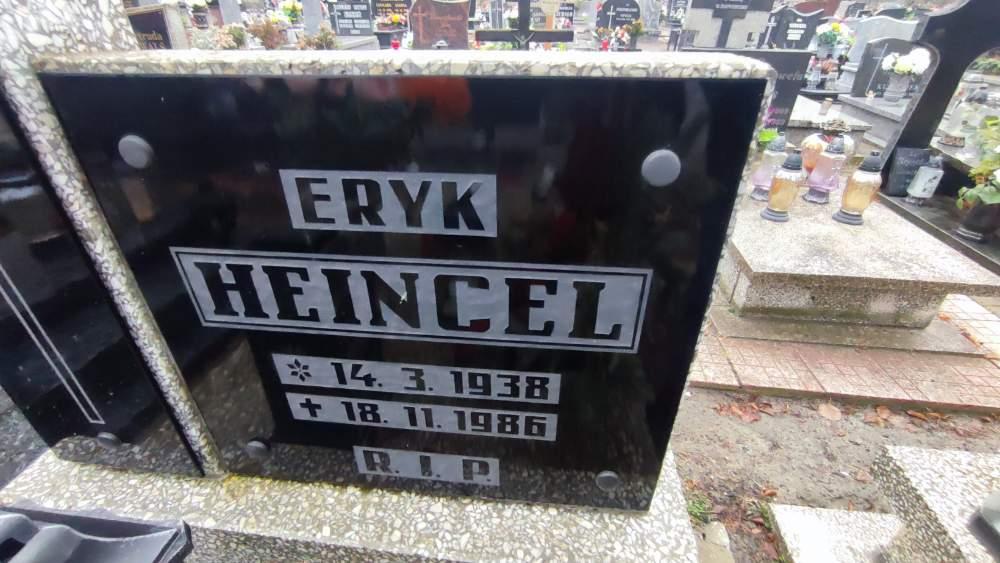 ERYK
HEINCEL
* 14. 3. 1938
+ 18. 11. 1986
R. I. P.